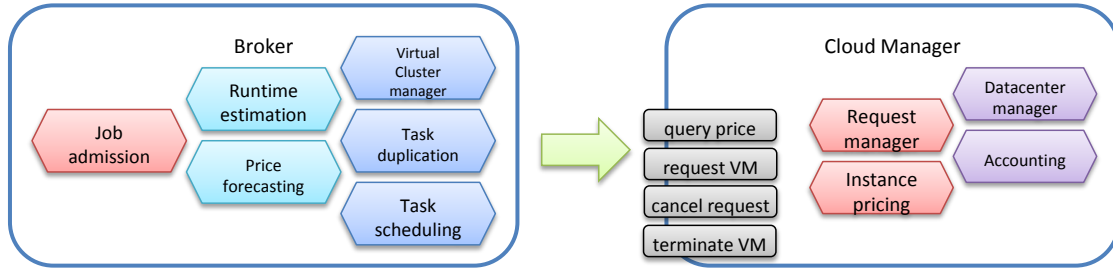 Broker
Job
admission
Runtime
estimation
Price
forecasting
Virtual
Cluster
manager
Task
duplication
Task
scheduling
Cloud Manager
query price
request VM
cancel request
terminate VM
Request
manager
Instance
pricing
Datacenter
manager
Accounting